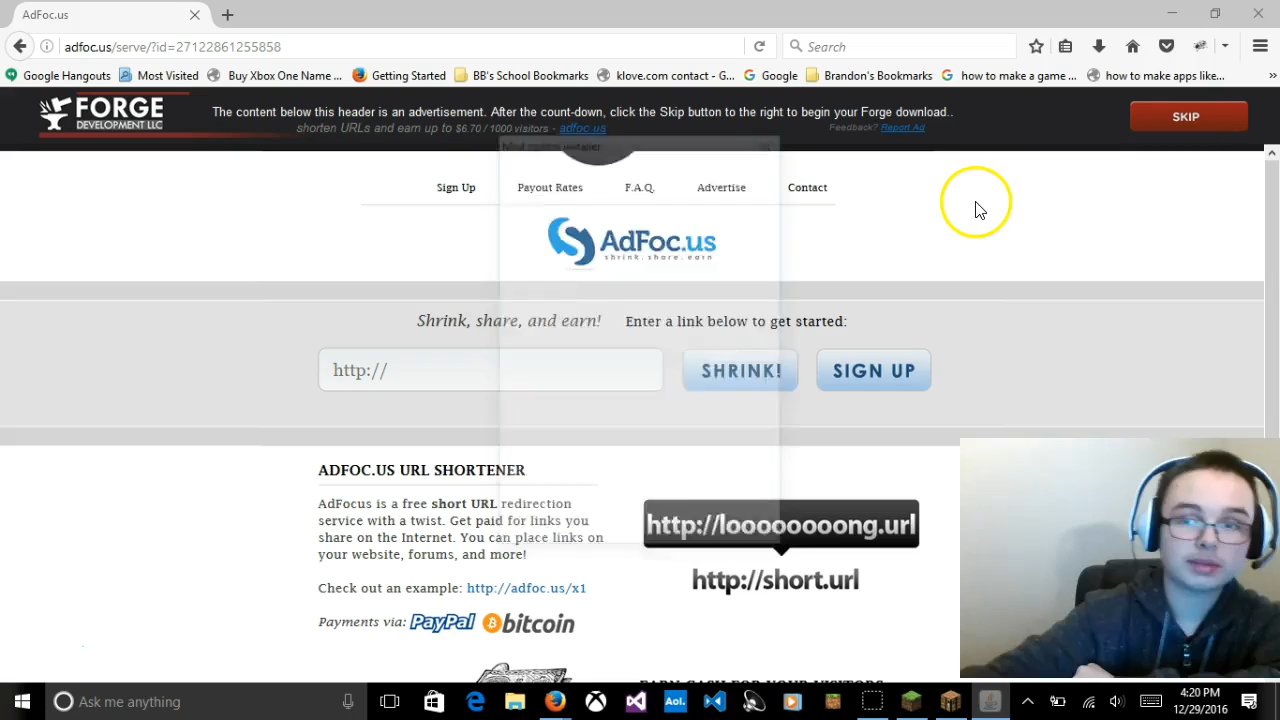 AdFoc.us
adfoc.us/serve/?id=27122861255858
Search
Google Hangouts
Most Visited
Buy Xbox One Name ...
Getting Started
BB's School Bookmarks
klove.com contact - G...
Google
Brandon's Bookmarks
how to make a game ...
how to make apps like...
FORGE
DEVELOPMENT LLC
The content below this header is an advertisement. After the count-down, click the Skip button to the right to begin your Forge download..
shorten URLs and earn up to $6.70 / 1000 visitors - adfoc.us
Feedback? Report Ad
SKIP
Sign Up
Payout Rates
F.A.Q.
Advertise
Contact
AdFoc.us
shrink.share.earn
Shrink, share, and earn!
Enter a link below to get started:
http://
SHRINK!
SIGN UP
ADFOC.US URL SHORTENER
AdFocus is a free short URL redirection
service with a twist. Get paid for links you
share on the Internet. You can place links on
your website, forums, and more!
Check out an example: http://adfoc.us/x1
Payments via: PayPal bitcoin
http://loooooooong.url
http://short.url
EARN CASH FOR YOUR VISITORS
Ask me anything
Aol.
4:20 PM
12/29/2016